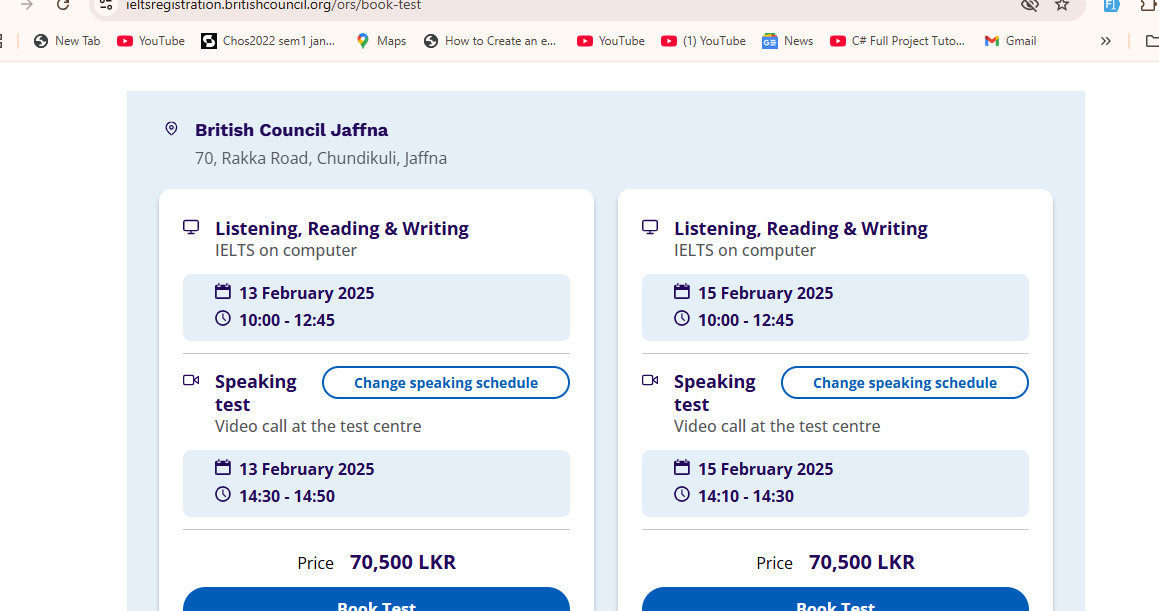 ieltsregistration.britishcouncil.org/ors/book-test
New Tab YouTube Chos2022 sem1 jan... Maps How to Create an e... YouTube (1) YouTube News C# Full Project Tuto... Gmail »
British Council Jaffna
70, Rakka Road, Chundikuli, Jaffna
Listening, Reading & Writing
IELTS on computer
13 February 2025
10:00 - 12:45
Speaking test
Change speaking schedule
Video call at the test centre
13 February 2025
14:30 - 14:50
Price 70,500 LKR
Book Test
Listening, Reading & Writing
IELTS on computer
15 February 2025
10:00 - 12:45
Speaking test
Change speaking schedule
Video call at the test centre
15 February 2025
14:10 - 14:30
Price 70,500 LKR
Book Test